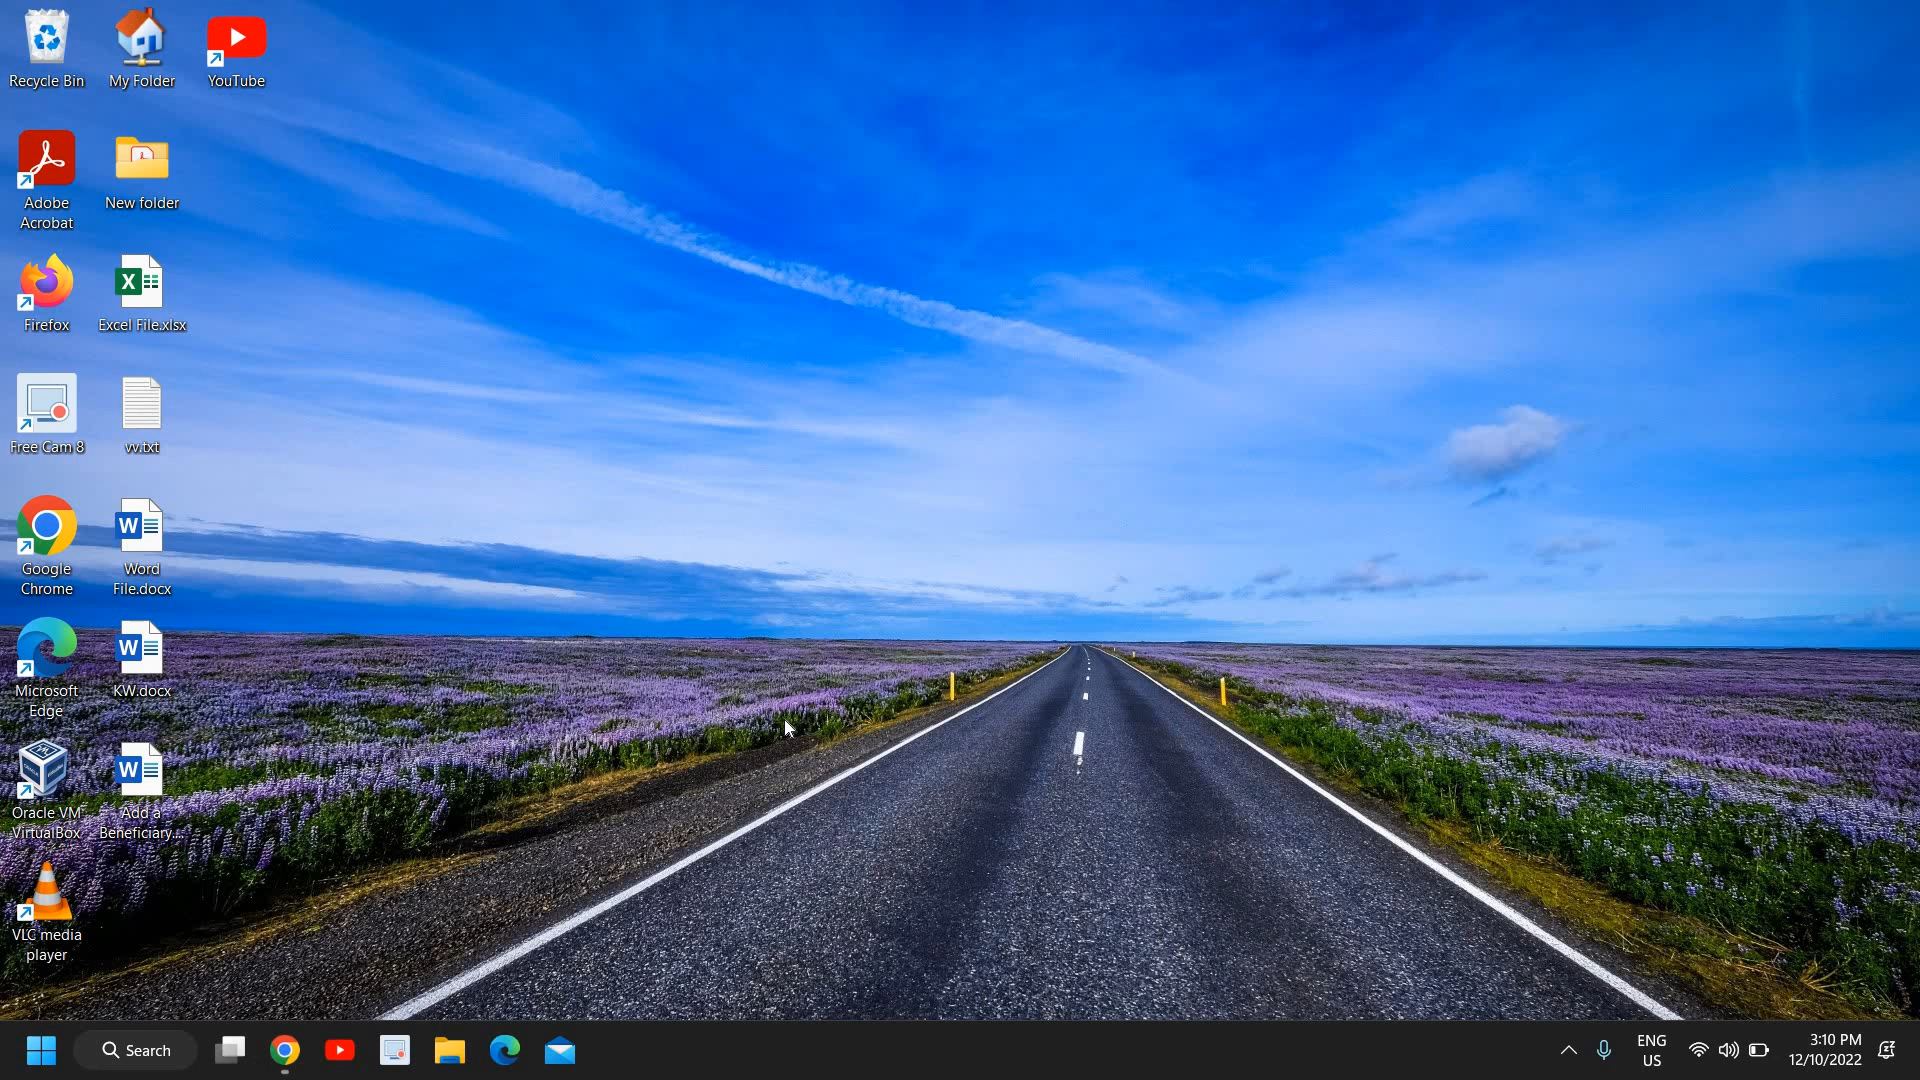 Recycle Bin
My Folder
YouTube
Adobe
Acrobat
New folder
Firefox
Excel File.xlsx
Free Cam 8
vv.txt
Google
Chrome
Word
File.docx
Microsoft
Edge
KW.docx
Oracle VM
VirtualBox
Add a
Beneficiary....
VLC media
player
Search
ENG
US
3:10 PM
12/10/2022